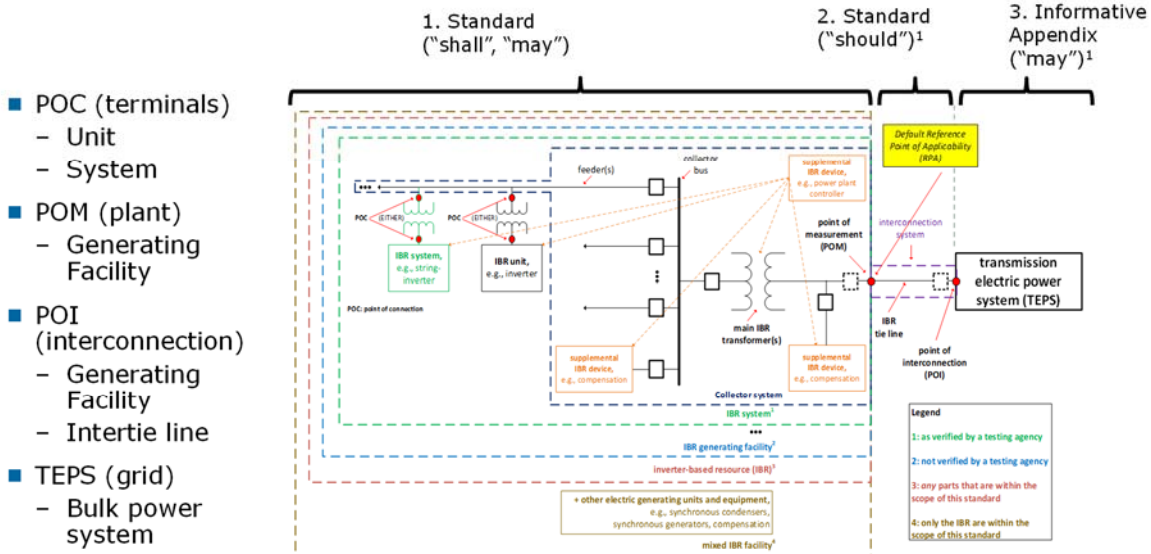 1. Standard
(“shall”, “may”)
2. Standard
(“should”)1
3. Informative
Appendix
(“may”)1
POC (terminals)
– Unit
– System
POM (plant)
– Generating
Facility
POI
(interconnection)
– Generating
Facility
– Intertie line
TEPS (grid)
– Bulk power
system
Default Reference
Point of Applicability
(RPA)
feeder(s)
collector
bus
supplemental
IBR device,
e.g., power plant
controller
POC
(EITHER)
POC
(EITHER)
IBR system,
e.g., string-
inverter
IBR unit,
e.g., inverter
POC: point of connection
point of
measurement (POM)
interconnection
system
transmission
electric power
system (TEPS)
main IBR
transformer(s)
IBR
tie line
point of
interconnection (POI)
supplemental
IBR device,
e.g., compensation
supplemental
IBR device,
e.g., compensation
Collector system
IBR system1
•••
IBR generating facility2
inverter-based resource (IBR)3
+ other electric generating units and equipment,
e.g., synchronous condensers,
synchronous generators, compensation
mixed IBR facility4
Legend
1: as verified by a testing agency
2: not verified by a testing agency
3: any parts that are within the
scope of this standard
4: only the IBR are within the
scope of this standard